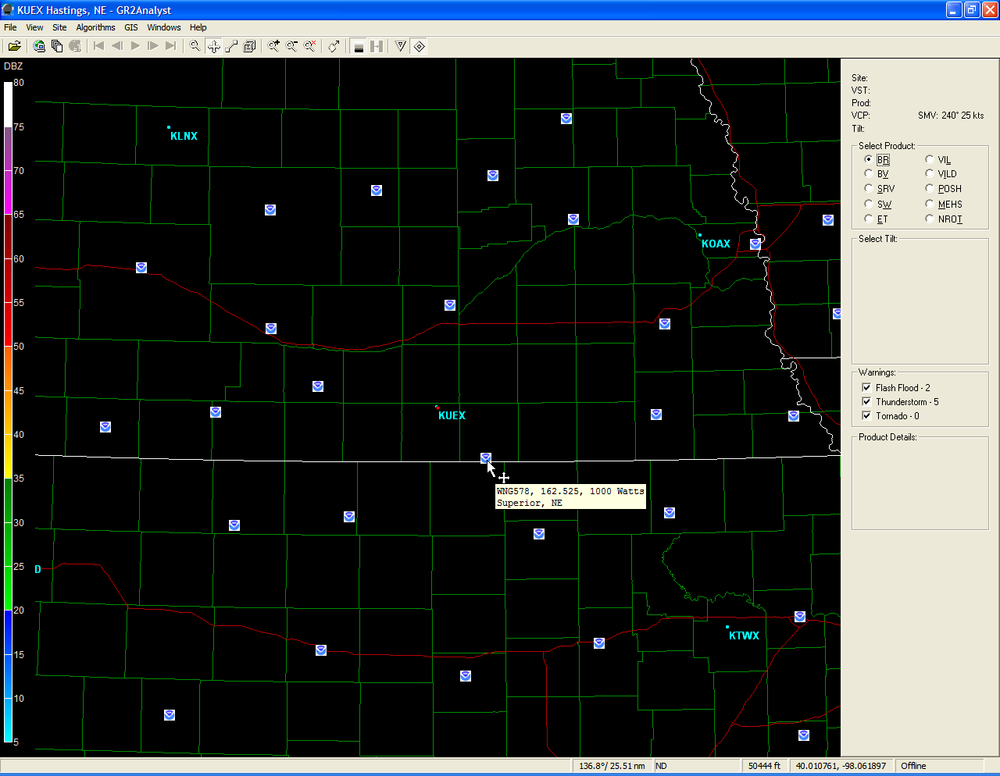 KUEX Hastings, NE - GR2Analyst
File View Site Algorithms GIS Windows Help
DBZ
80
75
70
65
60
55
50
45
40
35
30
25
20
15
10
5
KLNX
KOAX
KUEX
WNG578, 162.525, 1000 Watts
Superior, NE
D
KTWX
Site:
VST:
Prod:
VCP: SMV: 240° 25 kts
Tilt:
Select Product:
BR VIL
BV VILD
SRV POSH
SW MEHS
ET NROT
Select Tilt:
Warnings:
Flash Flood - 2
Thunderstorm - 5
Tornado - 0
Product Details:
136.8°/ 25.51 nm ND 50444 ft 40.010761, -98.061897 Offline